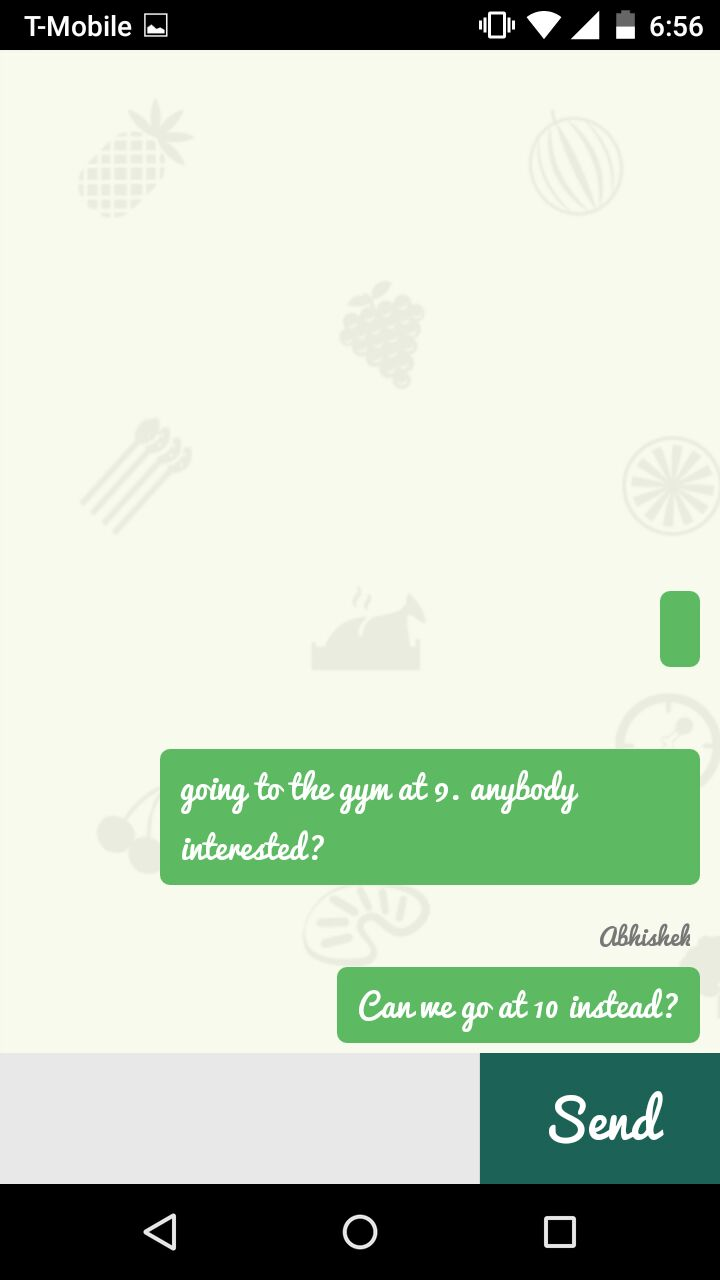 T-Mobile 6:56
going to the gym at 9. anybody
interested?
Abhishek
Can we go at 10 instead?
Send